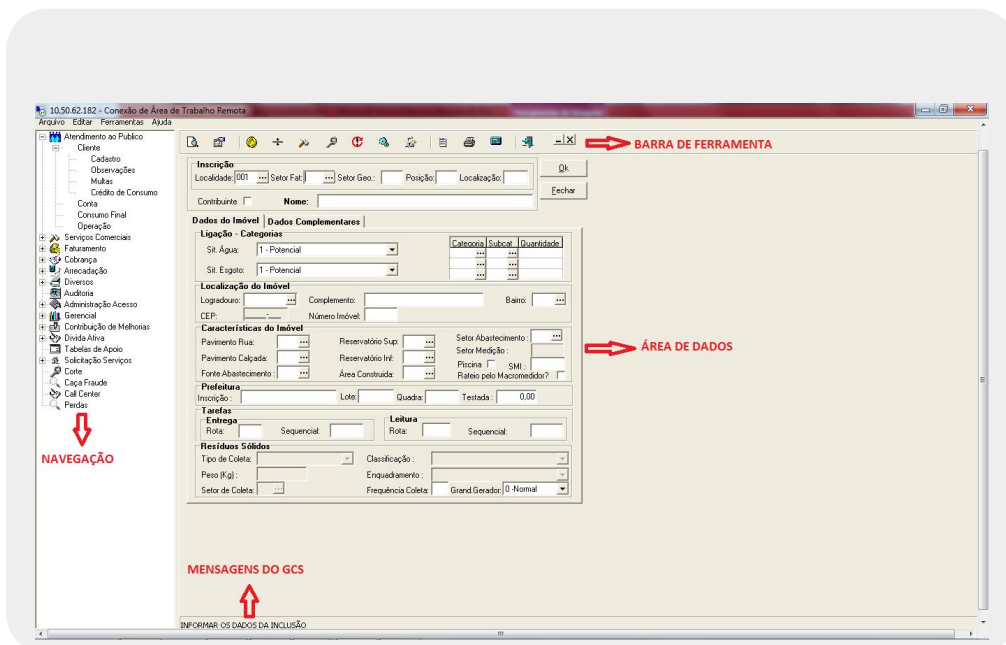 10.50.62.182 - Conexão de Área de Trabalho Remota
Arquivo Editar Ferramentas Ajuda
Atendimento ao Publico
Cliente
Cadastro
Observações
Multas
Crédito de Consumo
Conta
Consumo Final
Operação
Serviços Comerciais
Faturamento
Cobrança
Arrecadação
Diversos
Auditoria
Administração Acesso
Gerencial
Contribuição de Melhorias
Divida Ativa
Tabelas de Apoio
Solicitação Serviços
Corte
Caça Fraude
Call Center
Perdas
NAVEGAÇÃO
BARRA DE FERRAMENTA
Inscrição
Localidade: 001 ... Setor Fat: ... Setor Geo.: Posição: Localização:
Contribuinte Nome:
Ok
Fechar
Dados do Imóvel Dados Complementares
Ligação - Categorias
Sit. Água: 1 - Potencial
Sit. Esgoto: 1 - Potencial
Categoria Subcat Quantidade
... ...
... ...
... ...
Localização do Imóvel
Logradouro: ... Complemento: Bairro: ...
CEP: _____-___ Número Imóvel:
Características do Imóvel
Pavimento Rua: ... Reservatório Sup: ... Setor Abastecimento : ...
Setor Medição :
Pavimento Calçada: ... Reservatório Inf: ... Piscina SMI :
Fonte Abastecimento : ... Área Construida: ... Rateio pelo Macromedidor?
ÁREA DE DADOS
Prefeitura
Inscrição : Lote: Quadra: Testada : 0,00
Tarefas
Entrega
Rota: Sequencial:
Leitura
Rota: Sequencial:
Resíduos Sólidos
Tipo de Coleta: Classificação :
Peso (Kg) : Enquadramento :
Setor de Coleta: ... Frequência Coleta: Grand.Gerador: 0 -Normal
MENSAGENS DO GCS
INFORMAR OS DADOS DA INCLUSÃO